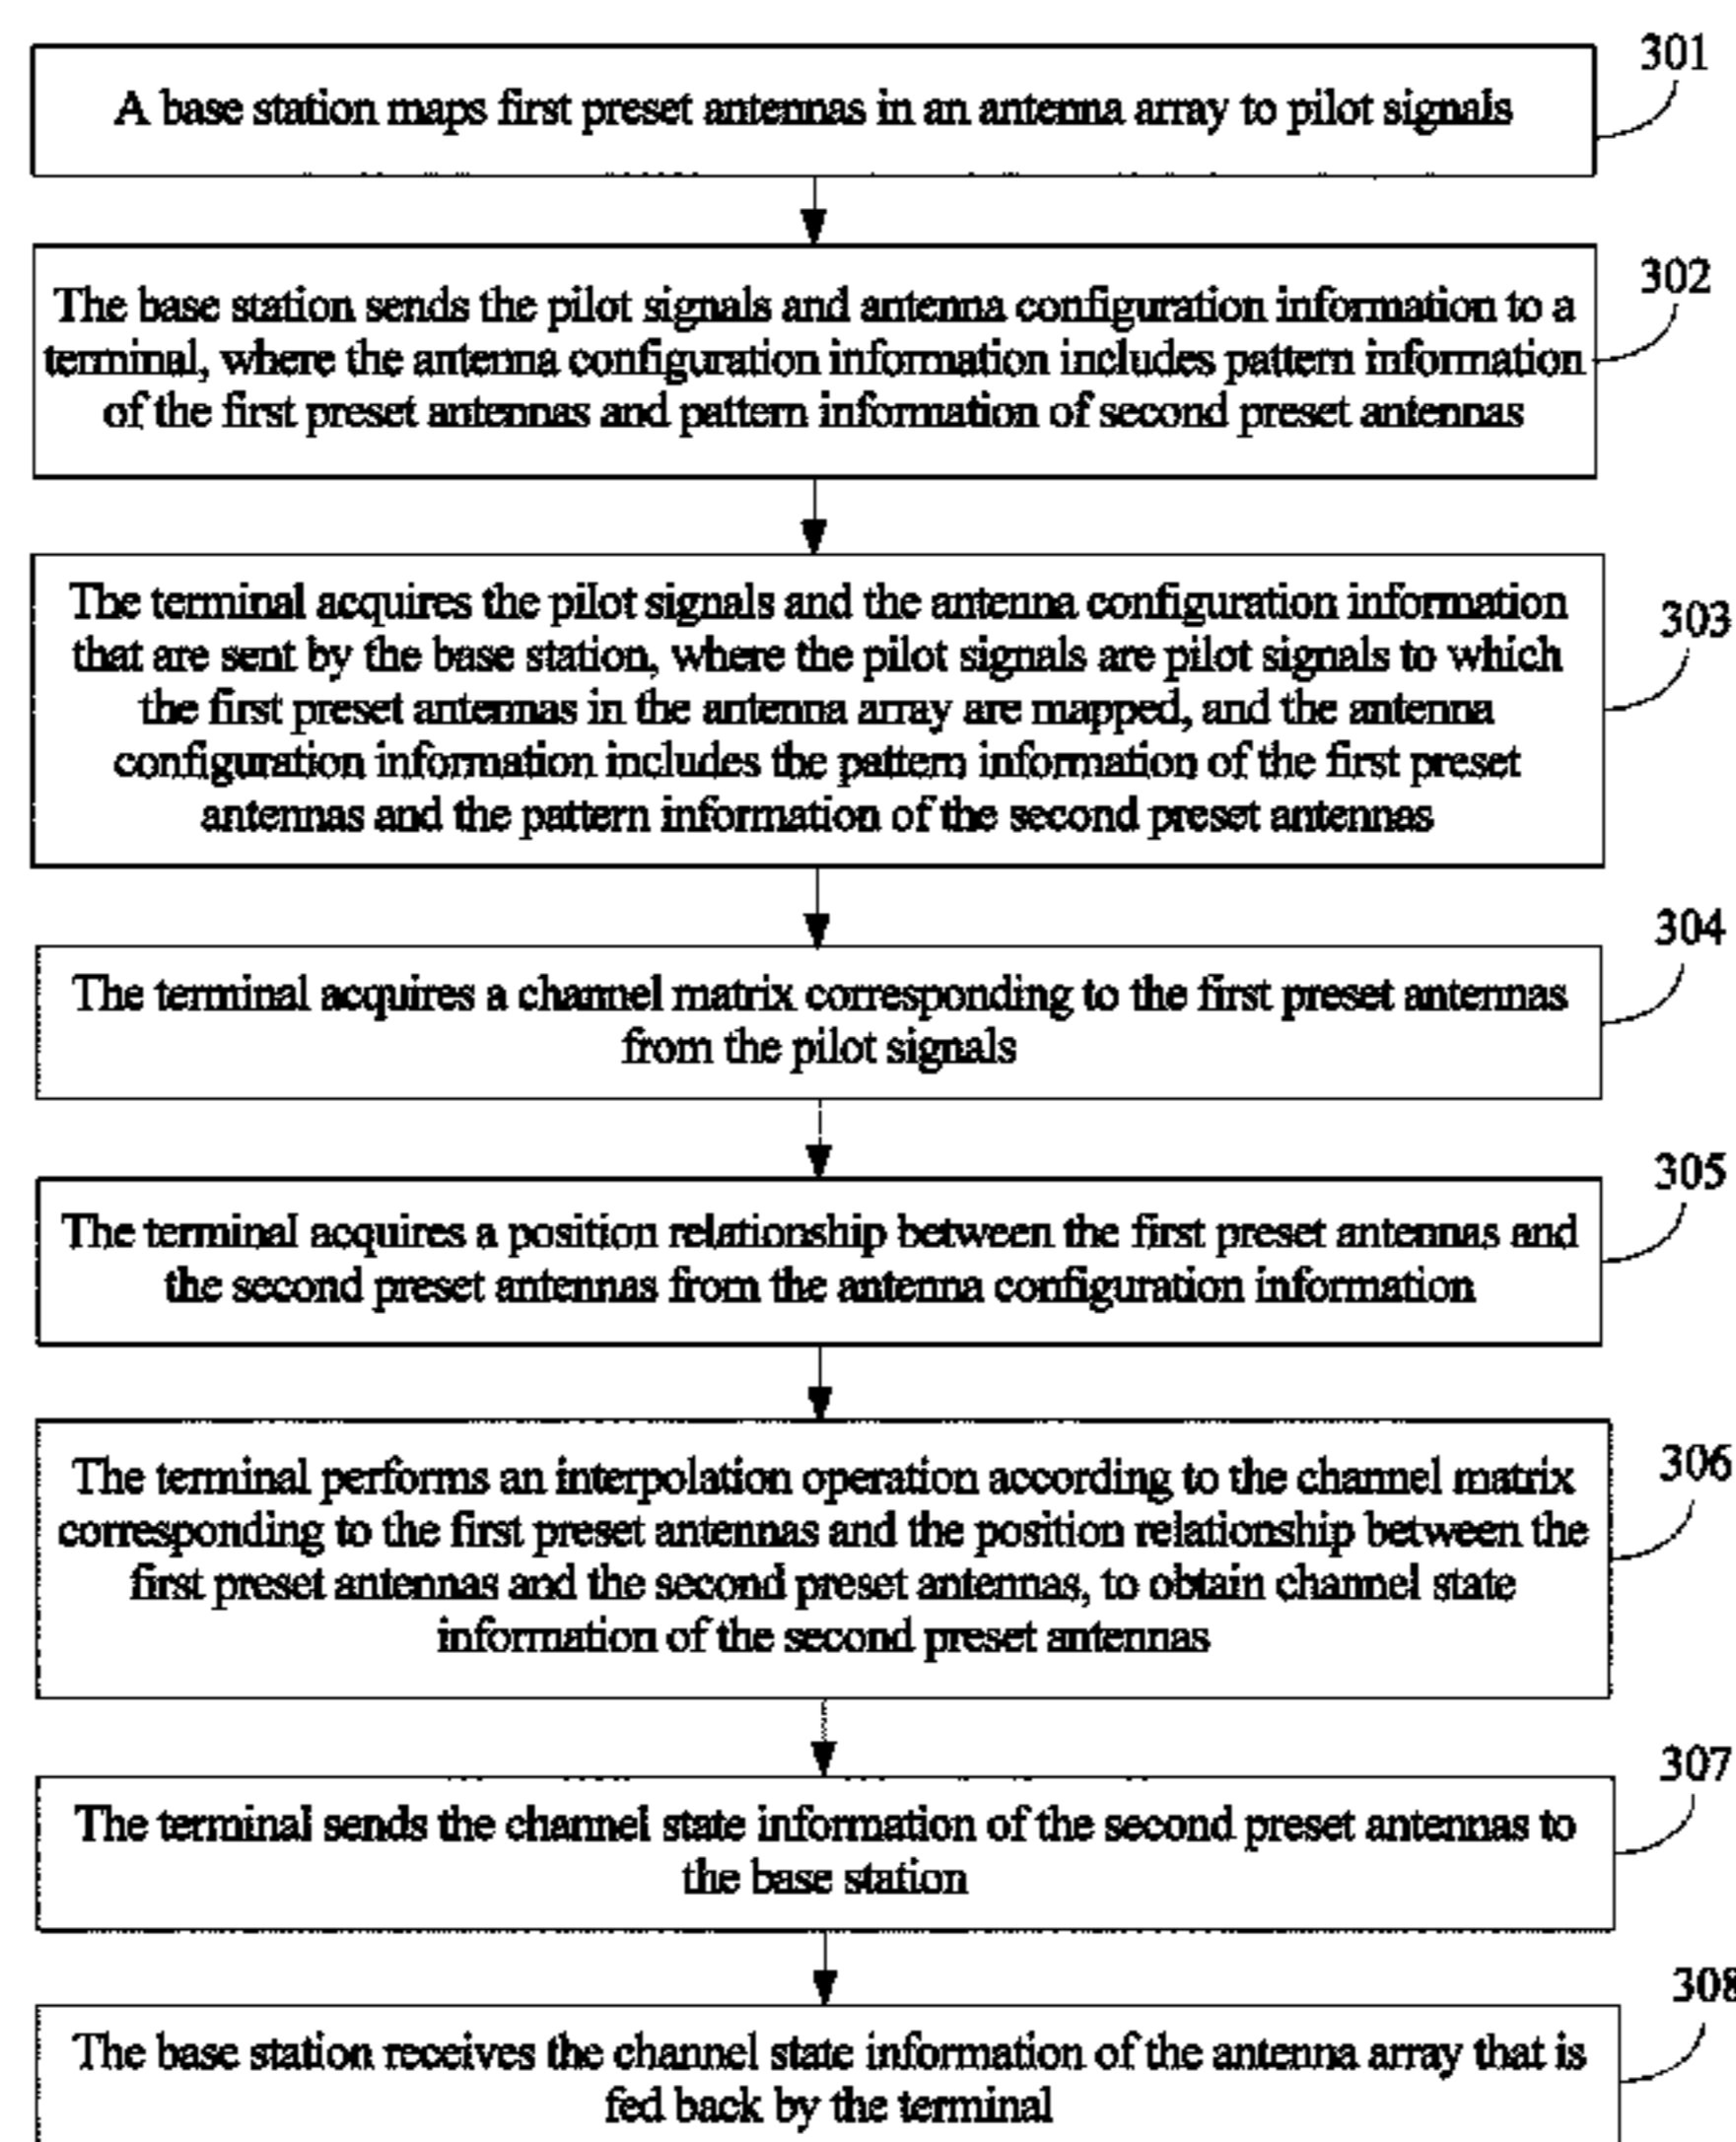 301
A base station maps first preset antennas in an antenna array to pilot signals
302
The base station sends the pilot signals and antenna configuration information to a
terminal, where the antenna configuration information includes pattern information
of the first preset antennas and pattern information of second preset antennas
303
The terminal acquires the pilot signals and the antenna configuration information
that are sent by the base station, where the pilot signals are pilot signals to which
the first preset antennas in the antenna array are mapped, and the antenna
configuration information includes the pattern information of the first preset
antennas and the pattern information of the second preset antennas
304
The terminal acquires a channel matrix corresponding to the first preset antennas
from the pilot signals
305
The terminal acquires a position relationship between the first preset antennas and
the second preset antennas from the antenna configuration information
306
The terminal performs an interpolation operation according to the channel matrix
corresponding to the first preset antennas and the position relationship between the
first preset antennas and the second preset antennas, to obtain channel state
information of the second preset antennas
307
The terminal sends the channel state information of the second preset antennas to
the base station
308
The base station receives the channel state information of the antenna array that is
fed back by the terminal